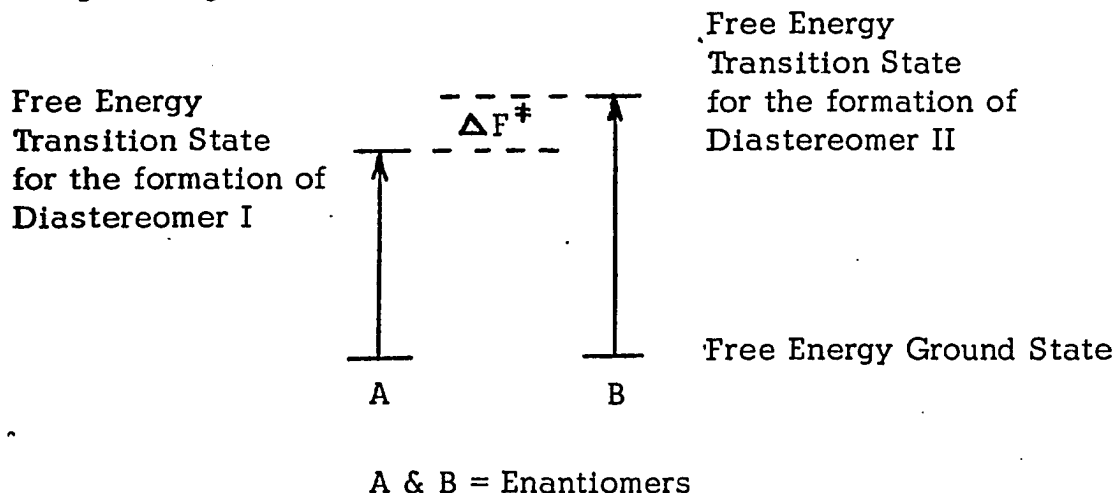 Free Energy
Transition State
for the formation of
Diastereomer II
Free Energy
Transition State
for the formation of
Diastereomer I
ΔF‡
Free Energy Ground State
A
B
A & B = Enantiomers